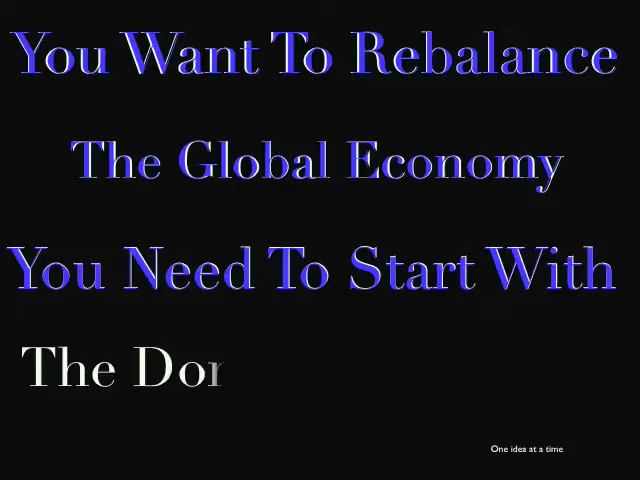 You Want To Rebalance
The Global Economy
You Need To Start With
The Dor
One idea at a time